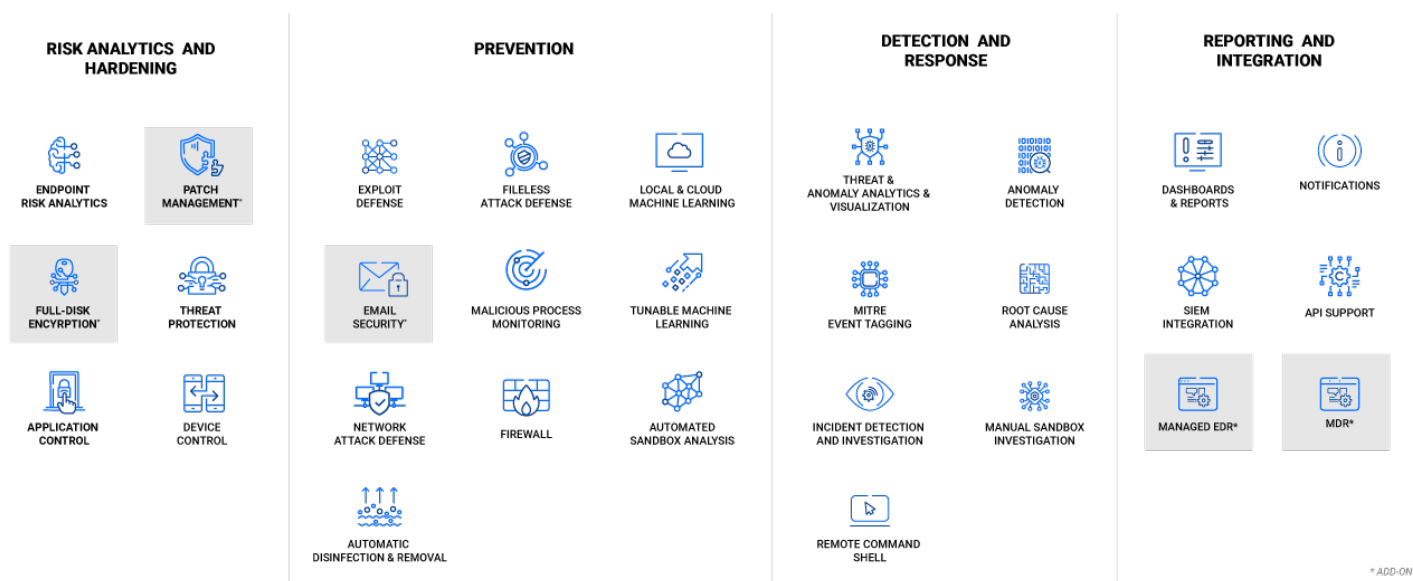 RISK ANALYTICS AND
HARDENING
ENDPOINT
RISK ANALYTICS
PATCH
MANAGEMENT*
FULL-DISK
ENCYRPTION*
THREAT
PROTECTION
APPLICATION
CONTROL
DEVICE
CONTROL
PREVENTION
EXPLOIT
DEFENSE
FILELESS
ATTACK DEFENSE
LOCAL & CLOUD
MACHINE LEARNING
EMAIL
SECURITY*
MALICIOUS PROCESS
MONITORING
TUNABLE MACHINE
LEARNING
NETWORK
ATTACK DEFENSE
FIREWALL
AUTOMATED
SANDBOX ANALYSIS
AUTOMATIC
DISINFECTION & REMOVAL
DETECTION AND
RESPONSE
THREAT &
ANOMALY ANALYTICS &
VISUALIZATION
1010101O
ANOMALY
DETECTION
MITRE
EVENT TAGGING
ROOT CAUSE
ANALYSIS
INCIDENT DETECTION
AND INVESTIGATION
MANUAL SANDBOX
INVESTIGATION
REMOTE COMMAND
SHELL
REPORTING AND
INTEGRATION
DASHBOARDS
& REPORTS
NOTIFICATIONS
SIEM
INTEGRATION
API SUPPORT
MANAGED EDR*
MDR*
* ADD-ON